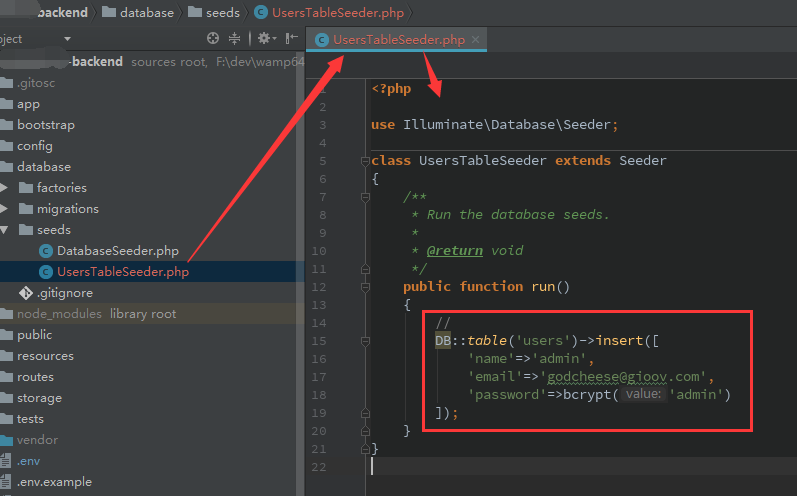 backend database seeds UsersTableSeeder.php
ject
UsersTableSeeder.php
-backend sources root, F:\dev\wamp64
.gitosc
app
bootstrap
config
database
factories
migrations
seeds
DatabaseSeeder.php
UsersTableSeeder.php
.gitignore
node_modules library root
public
resources
routes
storage
tests
vendor
.env
.env.example
<?php
2
3 use Illuminate\Database\Seeder;
4
5 class UsersTableSeeder extends Seeder
6 {
7 /**
8 * Run the database seeds.
9 *
10 * @return void
11 */
12 public function run()
13 {
14 //
15 DB::table('users')->insert([
16 'name'=>'admin',
17 'email'=>'godcheese@gioov.com',
18 'password'=>bcrypt( value: 'admin')
19 ]);
20 }
21 }
22